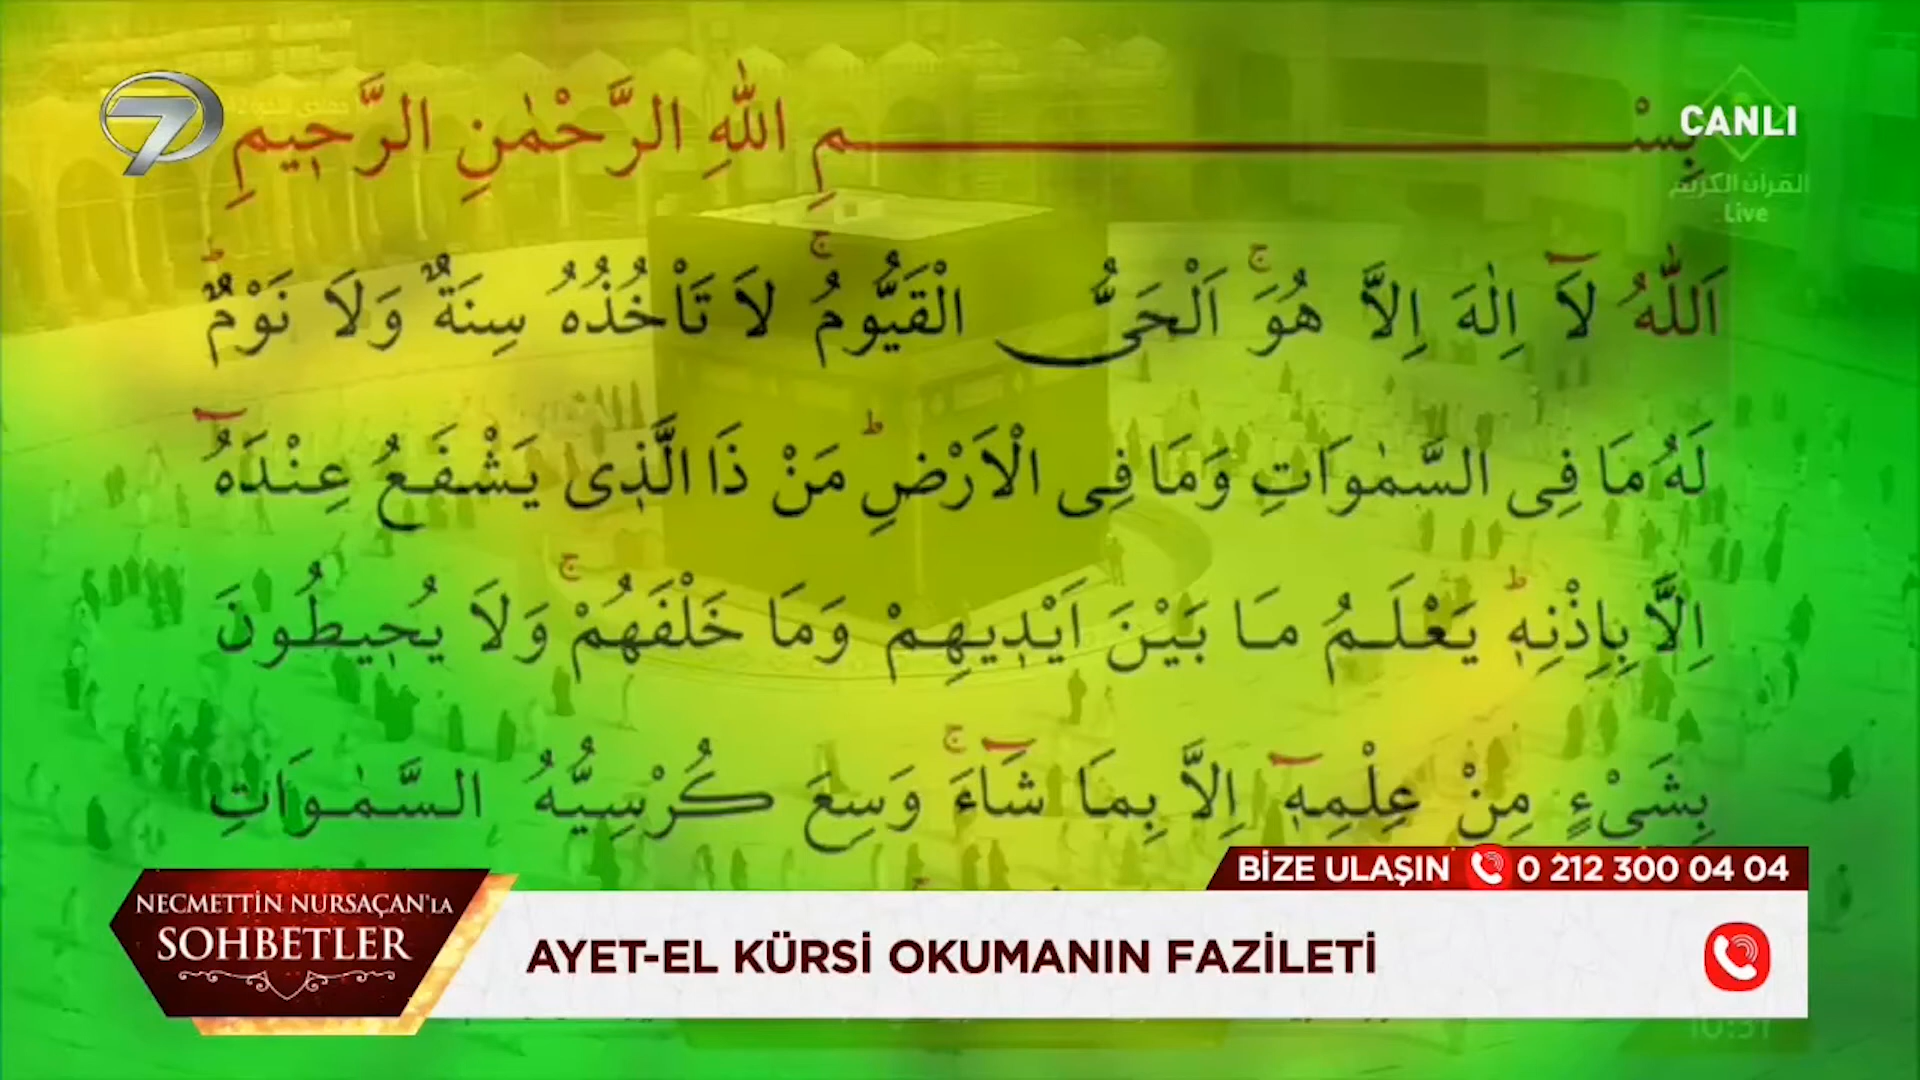 7
CANLI
القرآن الكريم
Live
بِسْمِ اللّٰهِ الرَّحْمٰنِ الرَّح۪يمِ
اَللّٰهُ لَٓا اِلٰهَ اِلَّا هُوَۚ اَلْحَيُّ الْقَيُّومُۚ لَا تَأْخُذُهُ سِنَةٌ وَلَا نَوْمٌۜ
لَهُ مَا فِى السَّمٰوَاتِ وَمَا فِى الْاَرْضِۜ مَنْ ذَا الَّذ۪ى يَشْفَعُ عِنْدَهُٓ
اِلَّا بِاِذْنِه۪ۜ يَعْلَمُ مَا بَيْنَ اَيْد۪يهِمْ وَمَا خَلْفَهُمْۚ وَلَا يُح۪يطُونَ
بِشَىْءٍ مِنْ عِلْمِه۪ٓ اِلَّا بِمَا شَٓاءَۚ وَسِعَ كُرْسِيُّهُ السَّمٰوَاتِ
BİZE ULAŞIN 0 212 300 04 04
NECMETTİN NURSAÇAN'LA
SOHBETLER
AYET-EL KÜRSİ OKUMANIN FAZİLETİ